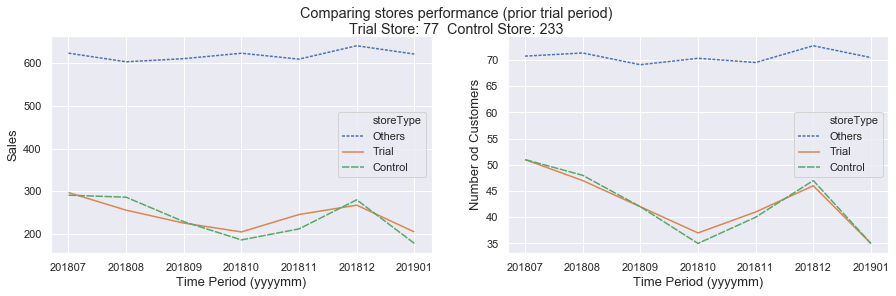 Comparing stores performance (prior trial period)
Trial Store: 77 Control Store: 233
Sales
600
500
400
300
200
storeType
Others
Trial
Control
201807 201808 201809 201810 201811 201812 201901
Time Period (yyyymm)
Number od Customers
70
65
60
55
50
45
40
35
storeType
Others
Trial
Control
201807 201808 201809 201810 201811 201812 201901
Time Period (yyyymm)